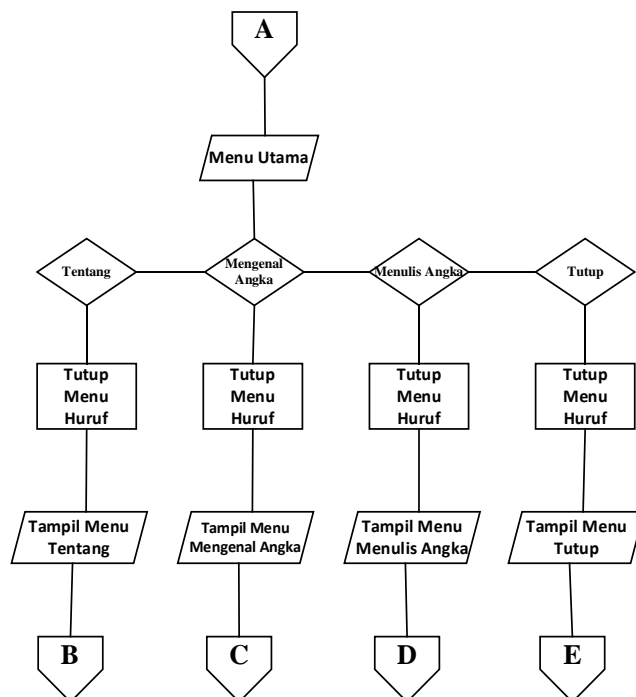 A
Menu Utama
Tentang
Mengenal
Angka
Menulis Angka
Tutup
Tutup
Menu
Huruf
Tutup
Menu
Huruf
Tutup
Menu
Huruf
Tutup
Menu
Huruf
Tampil Menu
Tentang
Tampil Menu
Mengenal Angka
Tampil Menu
Menulis Angka
Tampil Menu
Tutup
B
C
D
E